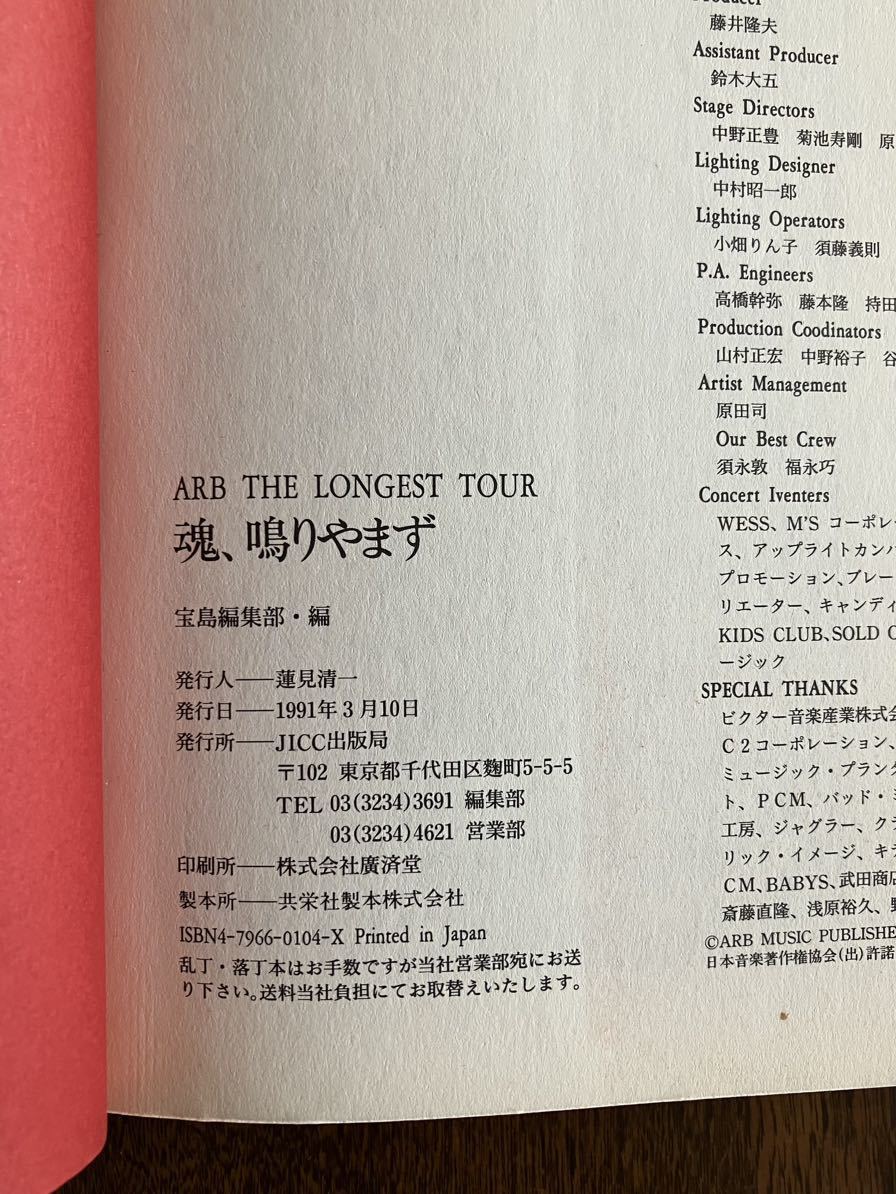 ARB THE LONGEST TOUR
魂、鳴りやまず
宝島編集部・編
発行人──蓮見清一
発行日──1991年3月10日
発行所──JICC出版局
〒102 東京都千代田区麴町5-5-5
TEL 03(3234)3691 編集部
03(3234)4621 営業部
印刷所──株式会社廣済堂
製本所──共栄社製本株式会社
ISBN4-7966-0104-X Printed in Japan
乱丁・落丁本はお手数ですが当社営業部宛にお送
り下さい。送料当社負担にてお取替えいたします。
Producer
藤井隆夫
Assistant Producer
鈴木大五
Stage Directors
中野正豊 菊池寿剛 原
Lighting Designer
中村昭一郎
Lighting Operators
小畑りん子 須藤義則
P.A. Engineers
高橋幹弥 藤本隆 持田
Production Coodinators
山村正宏 中野裕子 谷
Artist Management
原田司
Our Best Crew
須永敦 福永巧
Concert Iventers
WESS、M'S コーポレ
ス、アップライトカンパ
プロモーション、ブレー
リエーター、キャンディ
KIDS CLUB、SOLD
ージック
SPECIAL THANKS
ビクター音楽産業株式会
C2コーポレーション、
ミュージック・プランタ
ト、PCM、バッド・
工房、ジャグラー、クラ
リック・イメージ、キ
CM、BABYS、武田商店
斎藤直隆、浅原裕久、
©ARB MUSIC PUBLISHE
日本音楽著作権協会(出)許諾